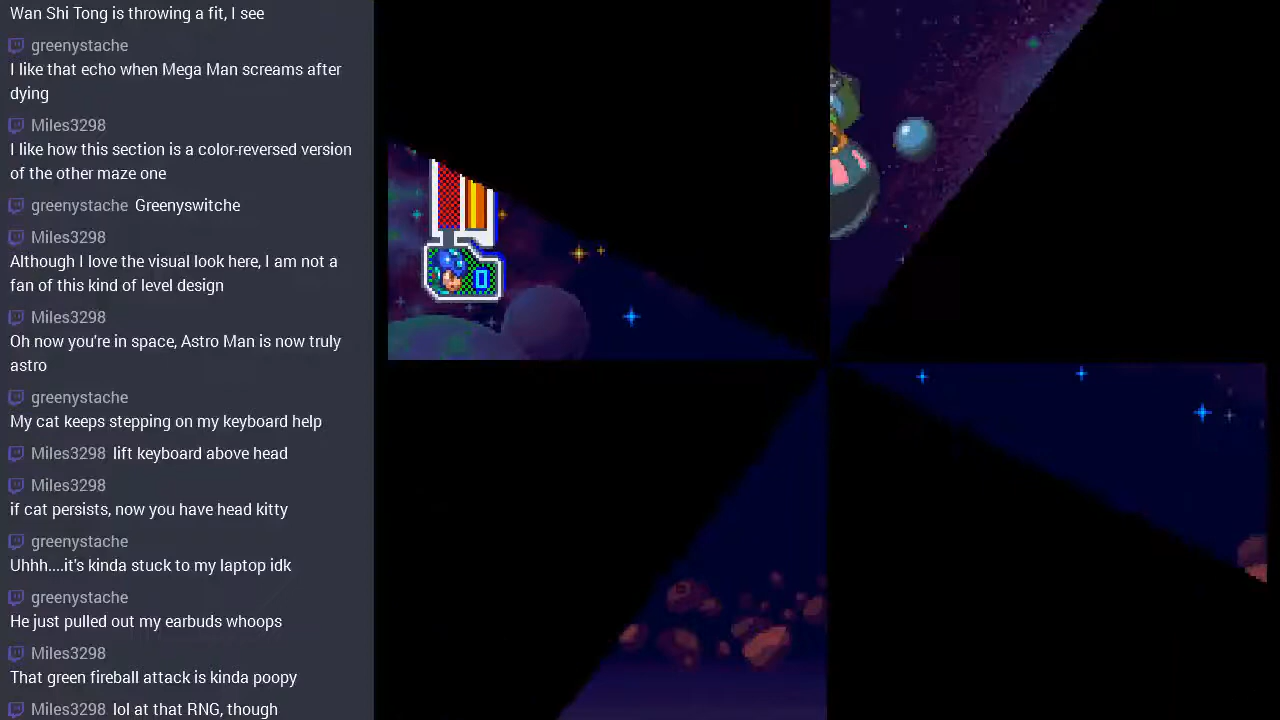 Wan Shi Tong is throwing a fit, I see
greenystache
I like that echo when Mega Man screams after
dying
Miles3298
I like how this section is a color-reversed version
of the other maze one
greenystache Greenyswitche
Miles3298
Although I love the visual look here, I am not a
fan of this kind of level design
Miles3298
Oh now you're in space, Astro Man is now truly
astro
greenystache
My cat keeps stepping on my keyboard help
Miles3298 lift keyboard above head
Miles3298
if cat persists, now you have head kitty
greenystache
Uhhh....it's kinda stuck to my laptop idk
greenystache
He just pulled out my earbuds whoops
Miles3298
That green fireball attack is kinda poopy
Miles3298 lol at that RNG, though
0